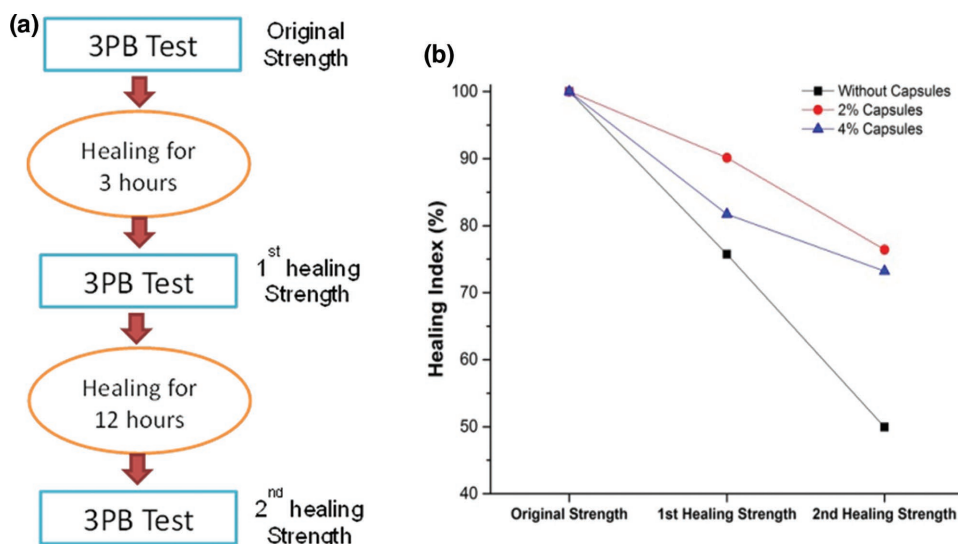 (a)
3PB Test
Original
Strength
Healing for
3 hours
3PB Test
1st healing
Strength
Healing for
12 hours
3PB Test
2nd healing
Strength
(b)
Without Capsules
2% Capsules
4% Capsules
Healing Index (%)
100
90
80
70
60
50
40
Original Strength
1st Healing Strength
2nd Healing Strength